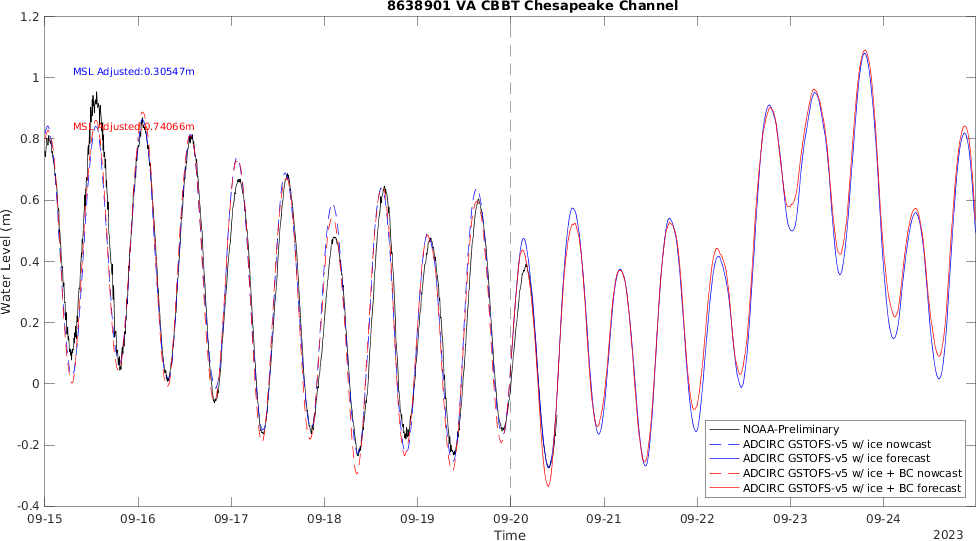 8638901 VA CBBT Chesapeake Channel
1.2
1
0.8
0.6
0.4
0.2
0
-0.2
-0.4
Water Level (m)
MSL Adjusted:0.30547m
MSL Adjusted:0.74066m
NOAA-Preliminary
ADCIRC GSTOFS-v5 w/ ice nowcast
ADCIRC GSTOFS-v5 w/ ice forecast
ADCIRC GSTOFS-v5 w/ ice + BC nowcast
ADCIRC GSTOFS-v5 w/ ice + BC forecast
09-15 09-16 09-17 09-18 09-19 09-20 09-21 09-22 09-23 09-24
Time
2023